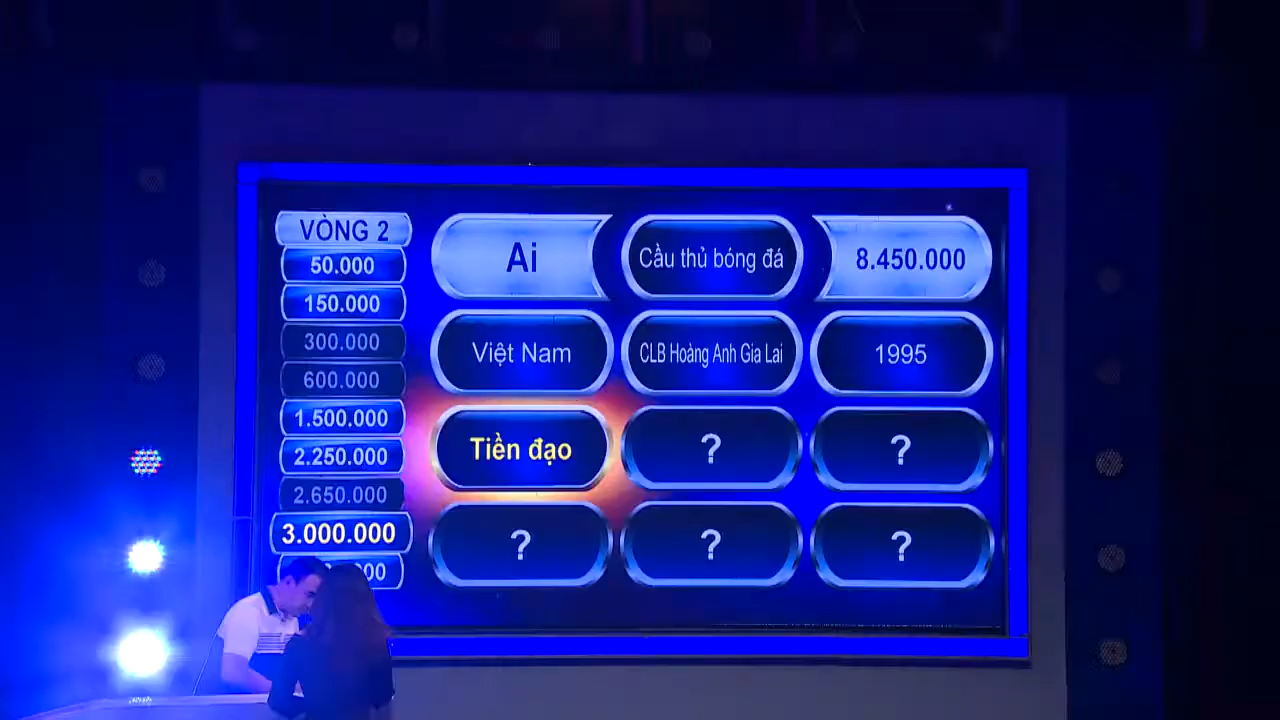 VÒNG 2
50.000
150.000
300.000
600.000
1.500.000
2.250.000
2.650.000
3.000.000
Ai
Cầu thủ bóng đá
8.450.000
Việt Nam
CLB Hoàng Anh Gia Lai
1995
Tiền đạo
?
?
?
?
?